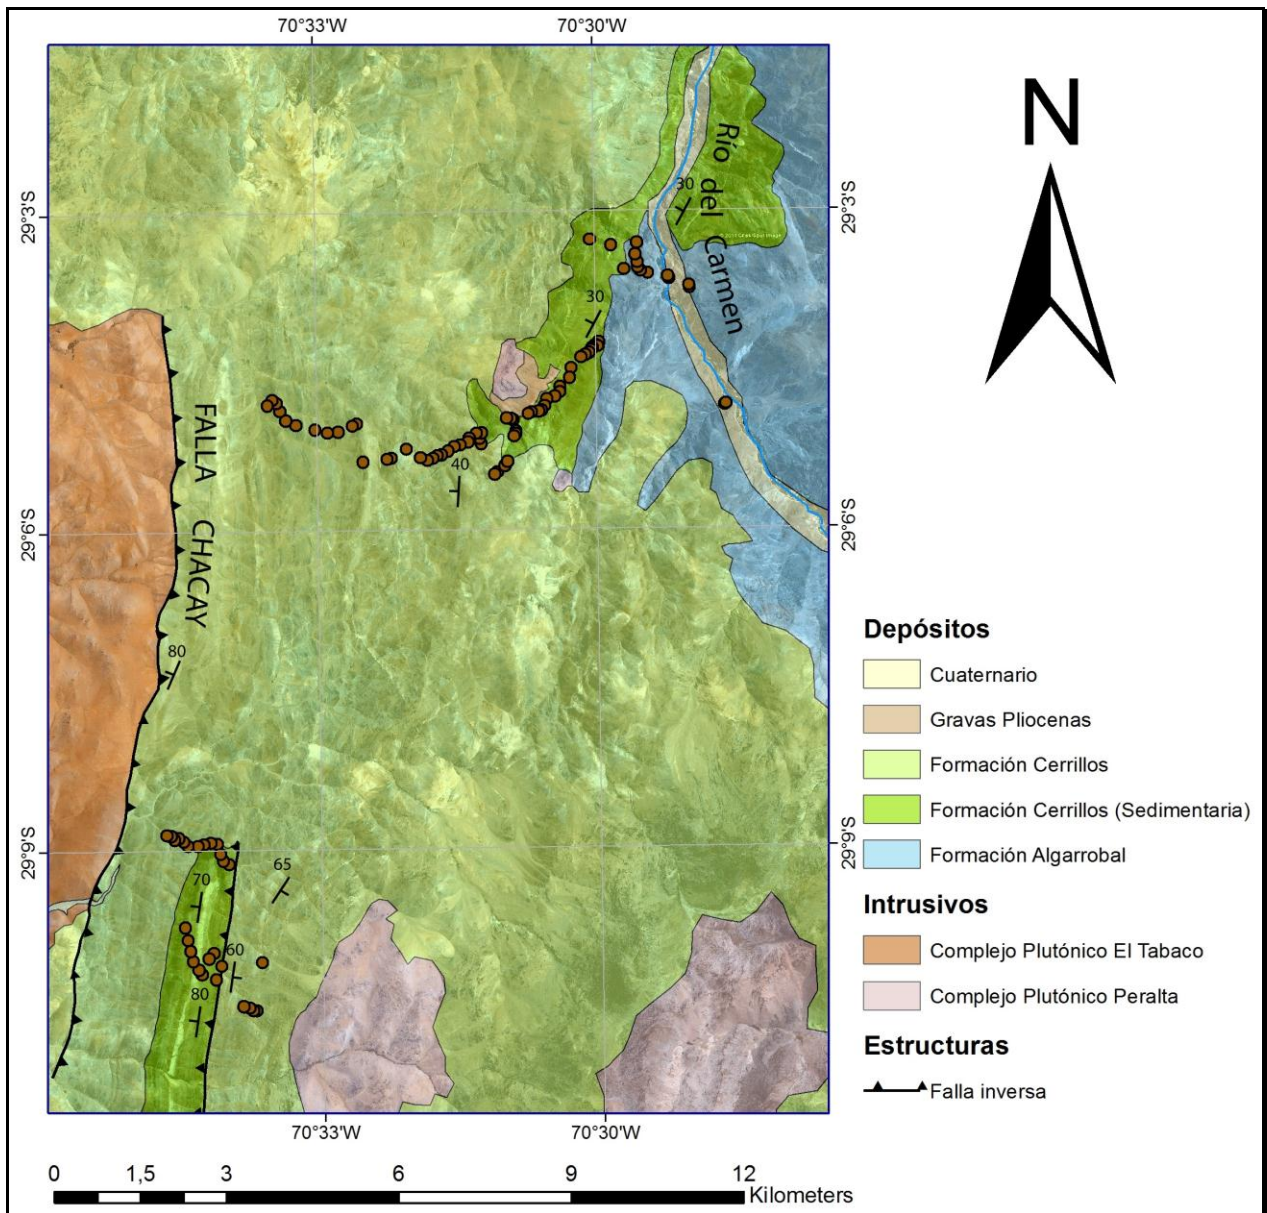 70°33'W
70°30'W
N
29°3'S
29°3'S
Río del Carmen
30
30
FALLA CHACAY
40
29°6'S
29°6'S
80
29°9'S
29°9'S
65
70
60
80
70°33'W
70°30'W
0
1,5
3
6
9
12
Kilometers
Depósitos
Cuaternario
Gravas Pliocenas
Formación Cerrillos
Formación Cerrillos (Sedimentaria)
Formación Algarrobal
Intrusivos
Complejo Plutónico El Tabaco
Complejo Plutónico Peralta
Estructuras
Falla inversa